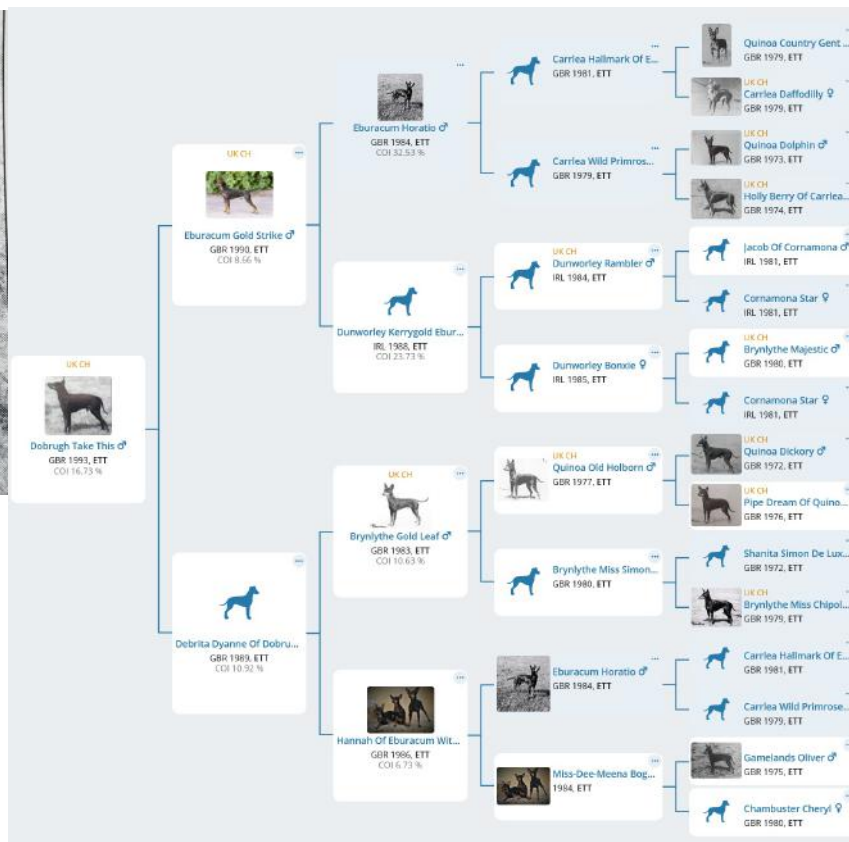 UK CH
Dobrugh Take This ♂
GBR 1993, ETT
COI 16.73 %
UK CH
Eburacum Gold Strike ♂
GBR 1990, ETT
COI 8.66 %
Debrita Dyanne Of Dobru...
GBR 1989, ETT
COI 10.92 %
Eburacum Horatio ♂
GBR 1984, ETT
COI 32.53 %
Dunworley Kerrygold Ebur...
IRL 1988, ETT
COI 23.73 %
UK CH
Brynlythe Gold Leaf ♂
GBR 1983, ETT
COI 10.63 %
Hannah Of Eburacum Wit...
GBR 1986, ETT
COI 6.73 %
Carrlea Hallmark Of E...
GBR 1981, ETT
Carrlea Wild Primros...
GBR 1979, ETT
UK CH
Dunworley Rambler ♂
IRL 1984, ETT
Dunworley Bonxie ♀
IRL 1985, ETT
UK CH
Quinoa Old Holborn ♂
GBR 1977, ETT
Brynlythe Miss Simon...
GBR 1980, ETT
Eburacum Horatio ♂
GBR 1984, ETT
Miss-Dee-Meena Bog...
1984, ETT
Quinoa Country Gent ...
GBR 1979, ETT
UK CH
Carrlea Daffodilly ♀
GBR 1979, ETT
UK CH
Quinoa Dolphin ♂
GBR 1973, ETT
UK CH
Holly Berry Of Carrlea...
GBR 1974, ETT
Jacob Of Cornamona ♂
IRL 1981, ETT
Cornamona Star ♀
IRL 1981, ETT
UK CH
Brynlythe Majestic ♂
GBR 1980, ETT
Cornamona Star ♀
IRL 1981, ETT
UK CH
Quinoa Dickory ♂
GBR 1972, ETT
UK CH
Pipe Dream Of Quino...
GBR 1976, ETT
Shanita Simon De Lux...
GBR 1972, ETT
UK CH
Brynlythe Miss Chipol...
GBR 1979, ETT
Carrlea Hallmark Of E...
GBR 1981, ETT
Carrlea Wild Primrose...
GBR 1979, ETT
Gamelands Oliver ♂
GBR 1975, ETT
Chambuster Cheryl ♀
GBR 1980, ETT